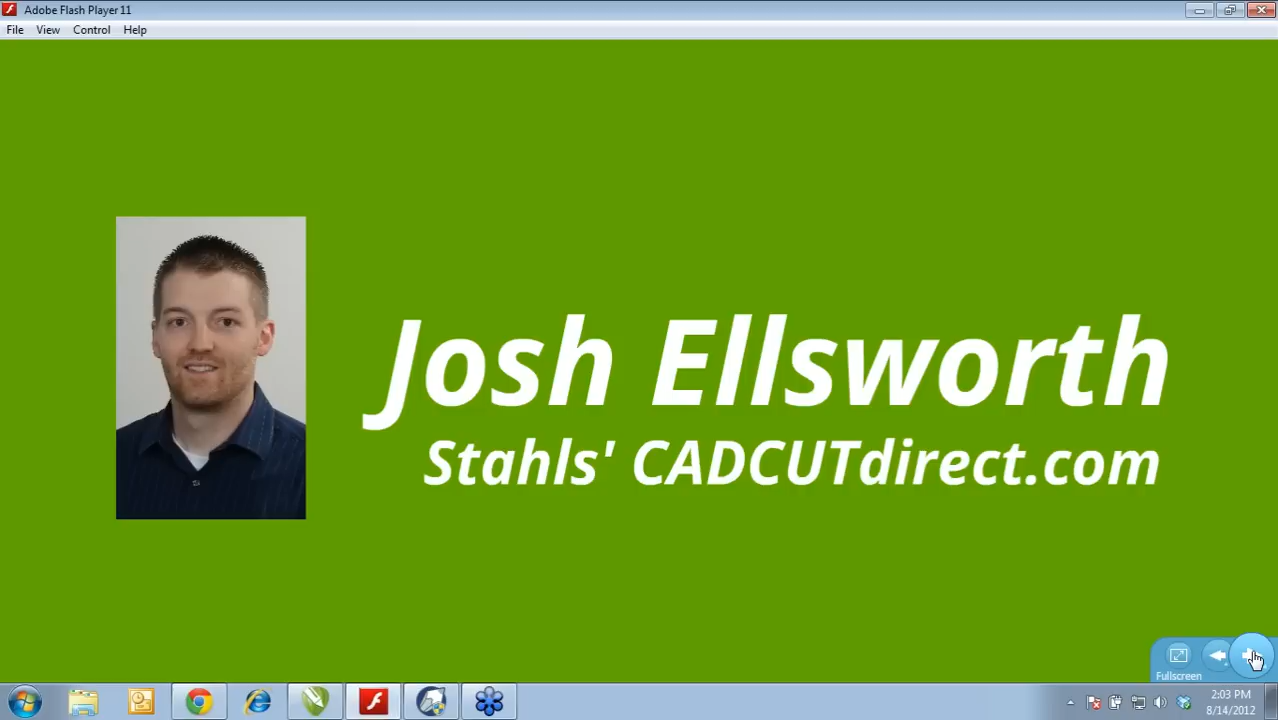 Adobe Flash Player 11
File View Control Help
Josh Ellsworth
Stahls' CADCUTdirect.com
Fullscreen
2:03 PM
8/14/2012